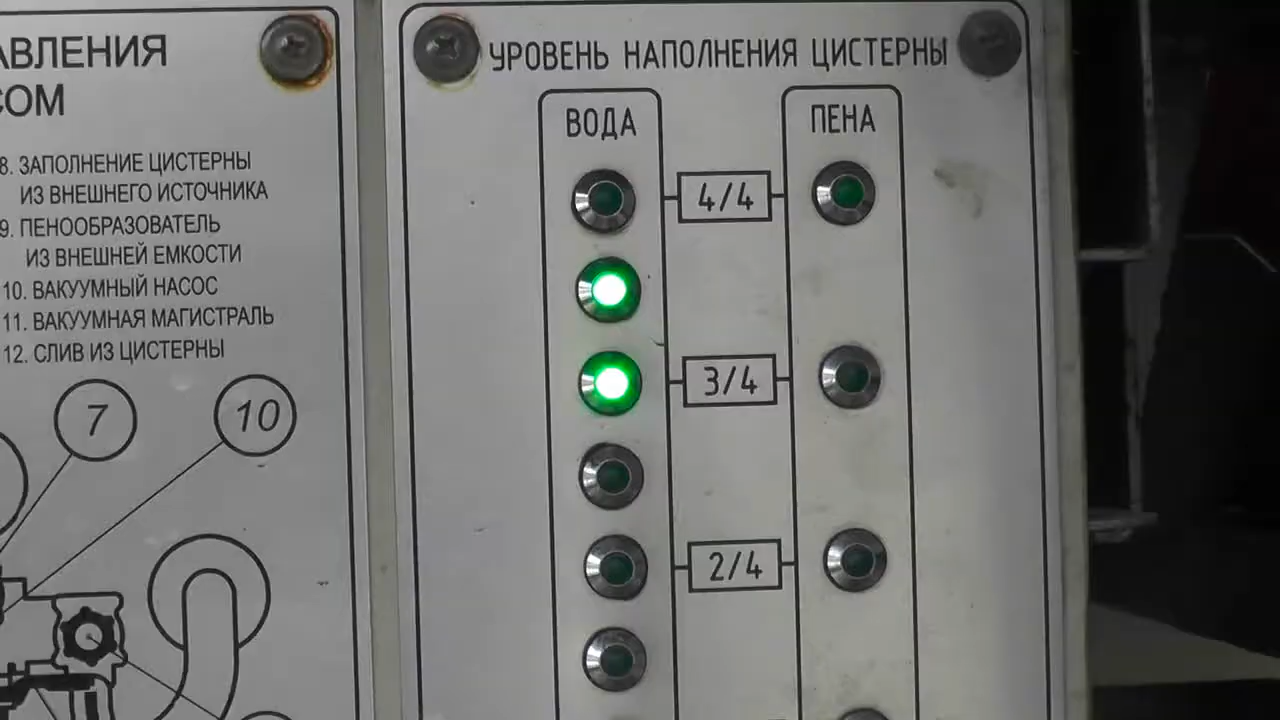 АВЛЕНИЯ
СОМ
8. ЗАПОЛНЕНИЕ ЦИСТЕРНЫ
ИЗ ВНЕШНЕГО ИСТОЧНИКА
9. ПЕНООБРАЗОВАТЕЛЬ
ИЗ ВНЕШНЕЙ ЕМКОСТИ
10. ВАКУУМНЫЙ НАСОС
11. ВАКУУМНАЯ МАГИСТРАЛЬ
12. СЛИВ ИЗ ЦИСТЕРНЫ
7
10
УРОВЕНЬ НАПОЛНЕНИЯ ЦИСТЕРНЫ
ВОДА
ПЕНА
4/4
3/4
2/4